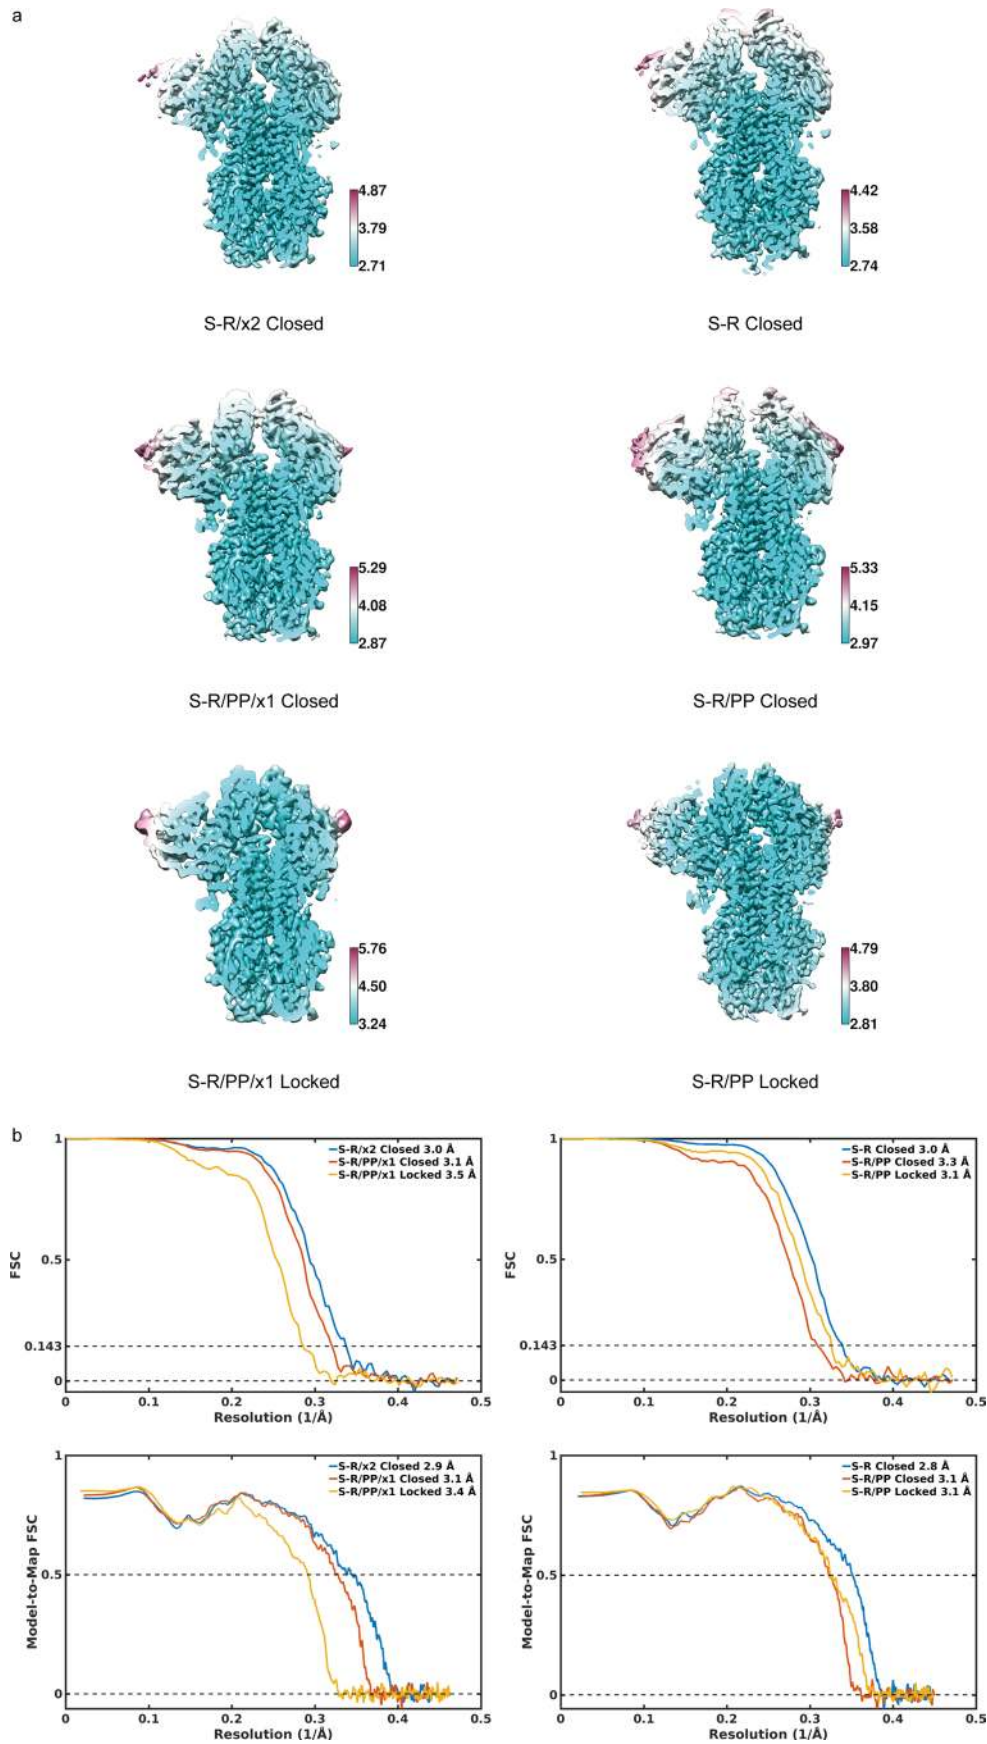 a
4.87
3.79
2.71
S-R/x2 Closed
4.42
3.58
2.74
S-R Closed
5.29
4.08
2.87
S-R/PP/x1 Closed
5.33
4.15
2.97
S-R/PP Closed
5.76
4.50
3.24
S-R/PP/x1 Locked
4.79
3.80
2.81
S-R/PP Locked
b
1
0.5
0.143
0
FSC
S-R/x2 Closed 3.0 Å
S-R/PP/x1 Closed 3.1 Å
S-R/PP/x1 Locked 3.5 Å
0 0.1 0.2 0.3 0.4 0.5
Resolution (1/Å)
1
0.5
0.143
0
FSC
S-R Closed 3.0 Å
S-R/PP Closed 3.3 Å
S-R/PP Locked 3.1 Å
0 0.1 0.2 0.3 0.4 0.5
Resolution (1/Å)
1
0.5
0
Model-to-Map FSC
S-R/x2 Closed 2.9 Å
S-R/PP/x1 Closed 3.1 Å
S-R/PP/x1 Locked 3.4 Å
0 0.1 0.2 0.3 0.4 0.5
Resolution (1/Å)
1
0.5
0
Model-to-Map FSC
S-R Closed 2.8 Å
S-R/PP Closed 3.1 Å
S-R/PP Locked 3.1 Å
0 0.1 0.2 0.3 0.4 0.5
Resolution (1/Å)